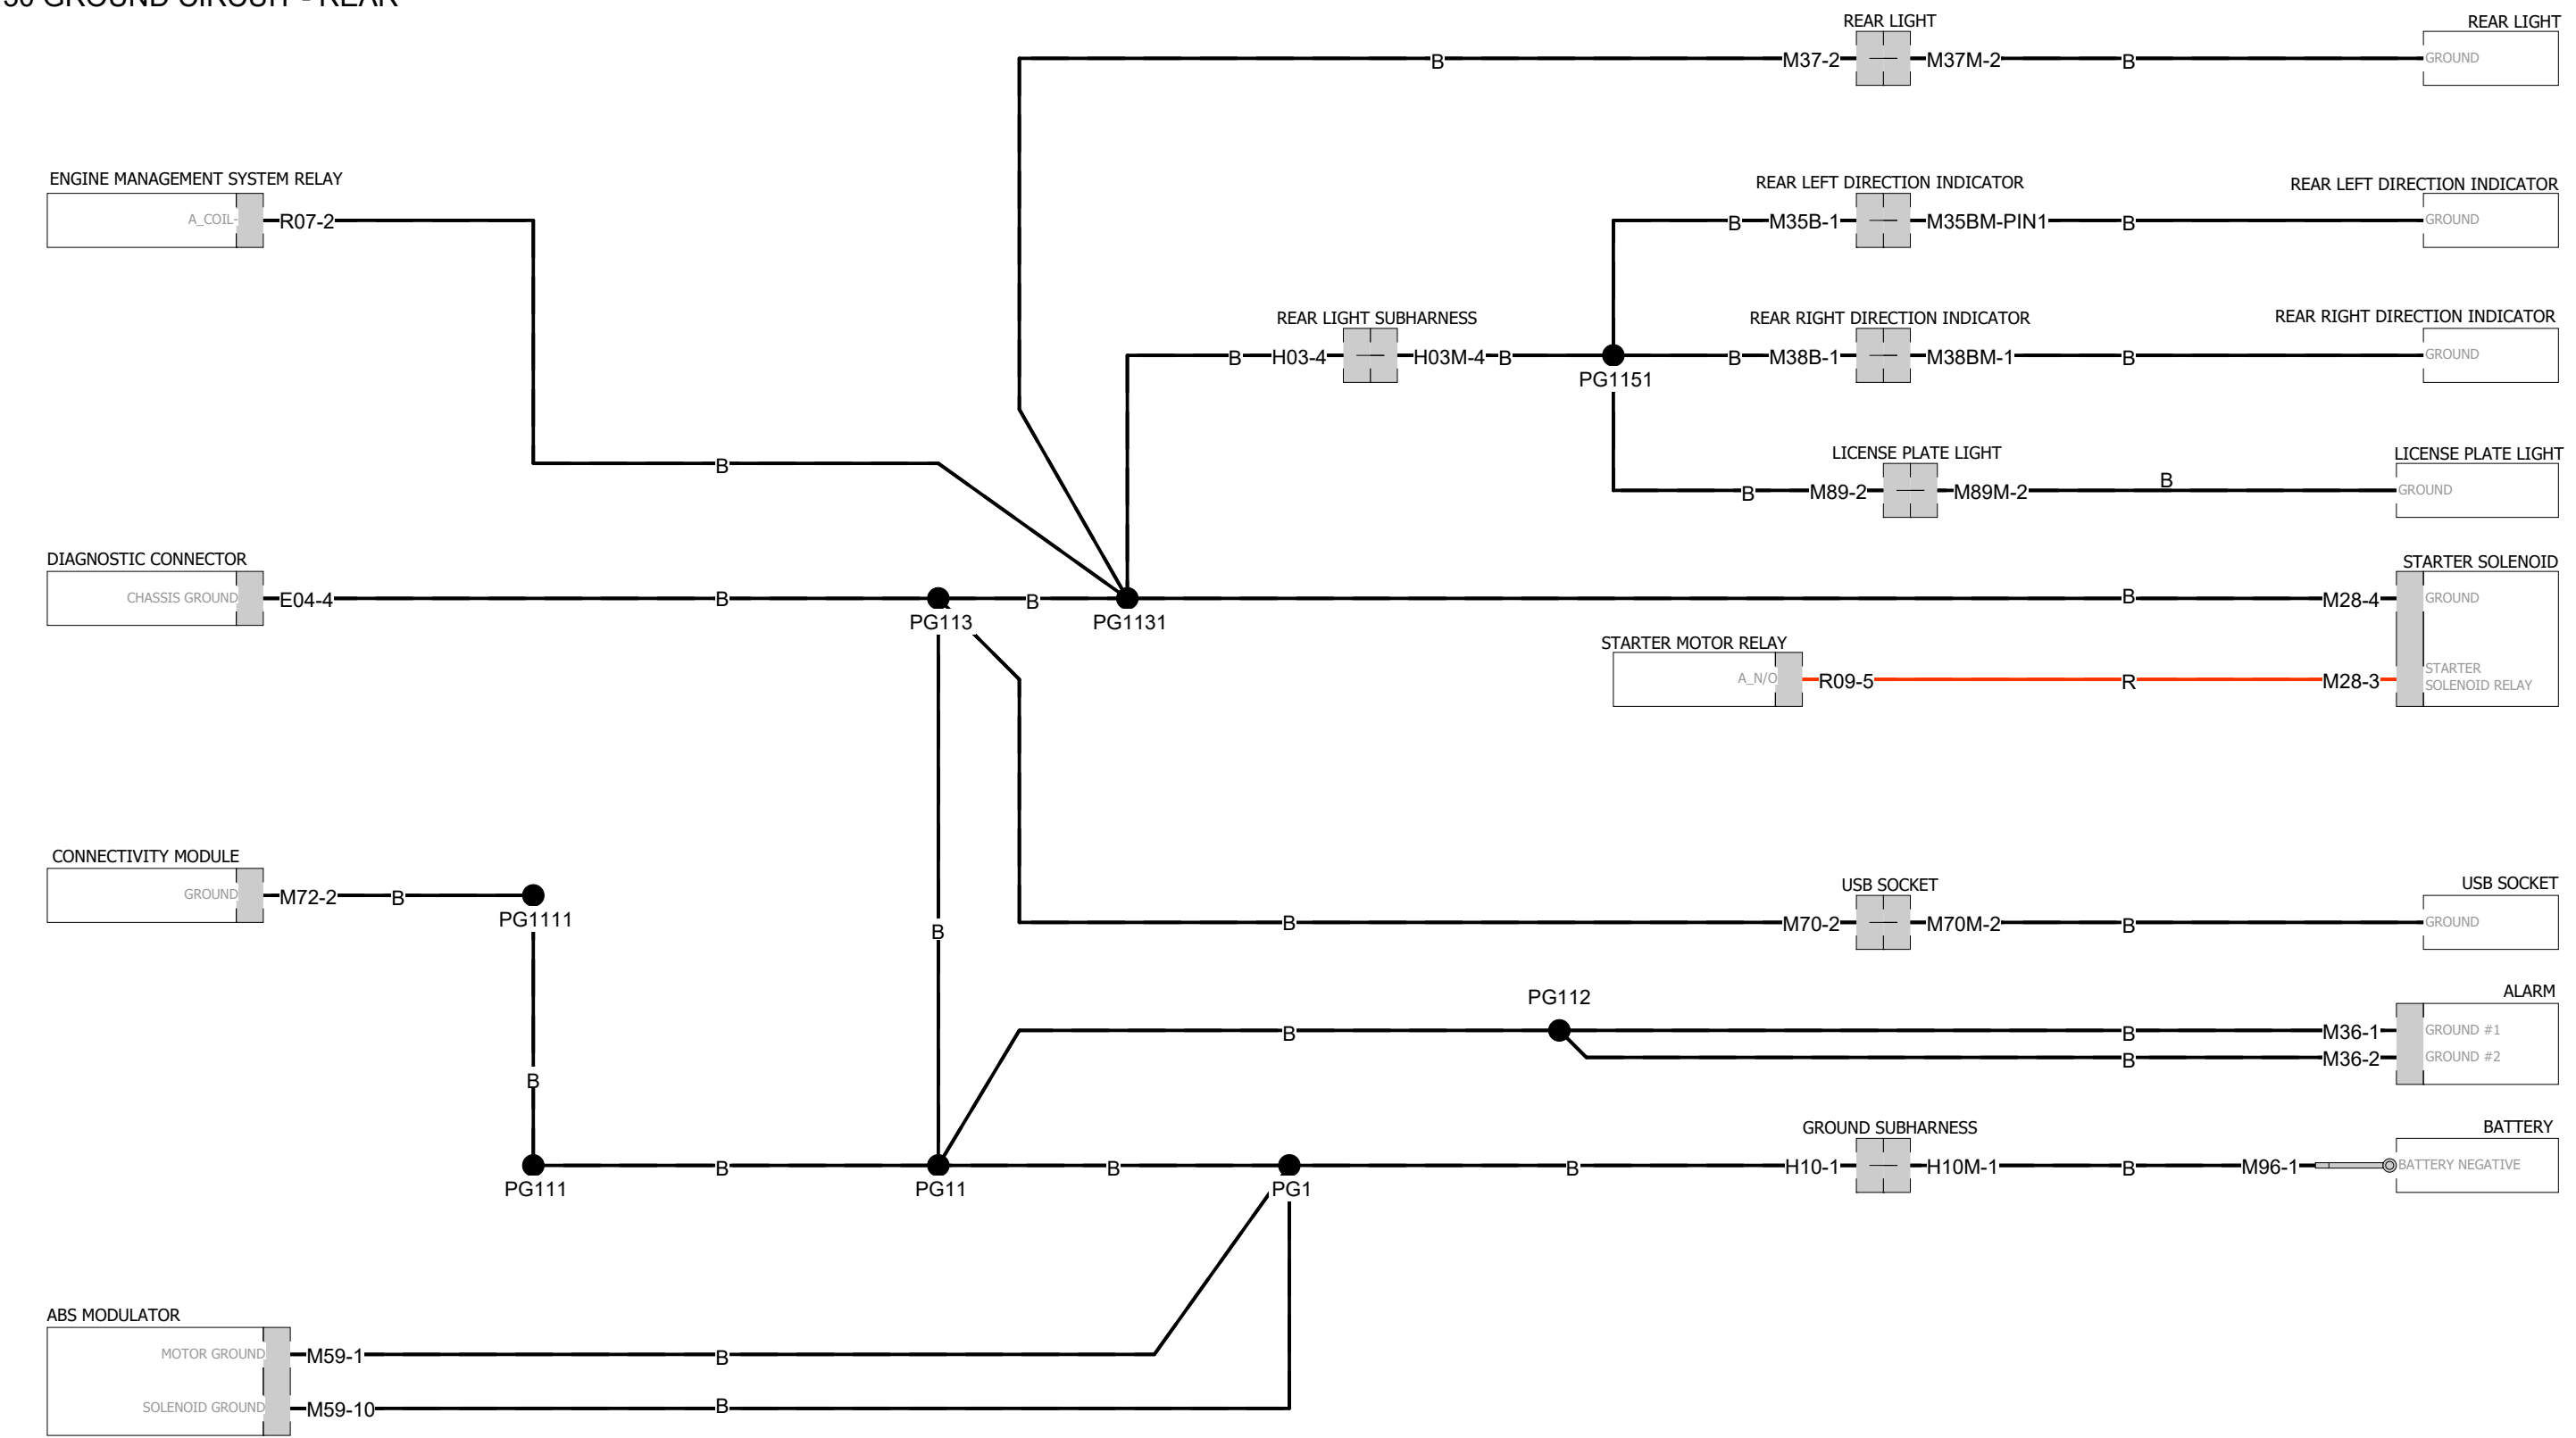 GROUND CIRCUIT - REAR
REAR LIGHT
REAR LIGHT
B
M37-2
M37M-2
B
GROUND
ENGINE MANAGEMENT SYSTEM RELAY
A_COIL-
R07-2
REAR LEFT DIRECTION INDICATOR
REAR LEFT DIRECTION INDICATOR
B
M35B-1
M35BM-PIN1
B
GROUND
REAR LIGHT SUBHARNESS
REAR RIGHT DIRECTION INDICATOR
REAR RIGHT DIRECTION INDICATOR
B
H03-4
H03M-4
B
PG1151
B
M38B-1
M38BM-1
B
GROUND
B
LICENSE PLATE LIGHT
LICENSE PLATE LIGHT
B
M89-2
M89M-2
B
GROUND
DIAGNOSTIC CONNECTOR
CHASSIS GROUND
E04-4
B
PG113
B
PG1131
STARTER SOLENOID
B
M28-4
GROUND
STARTER MOTOR RELAY
A_N/O
R09-5
R
M28-3
STARTER
SOLENOID RELAY
CONNECTIVITY MODULE
GROUND
M72-2
B
PG1111
B
USB SOCKET
USB SOCKET
B
M70-2
M70M-2
B
GROUND
PG112
ALARM
B
B
M36-1
GROUND #1
B
M36-2
GROUND #2
B
GROUND SUBHARNESS
BATTERY
PG111
B
PG11
B
PG1
B
H10-1
H10M-1
B
M96-1
BATTERY NEGATIVE
ABS MODULATOR
MOTOR GROUND
M59-1
B
SOLENOID GROUND
M59-10
B